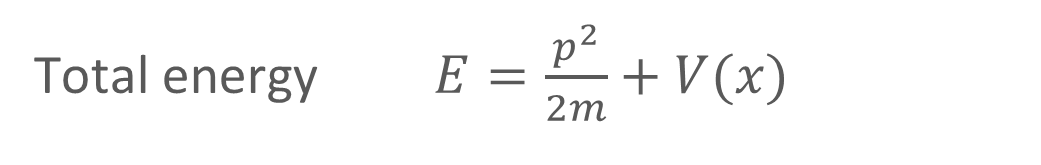 Total energy E = p²/2m + V(x)